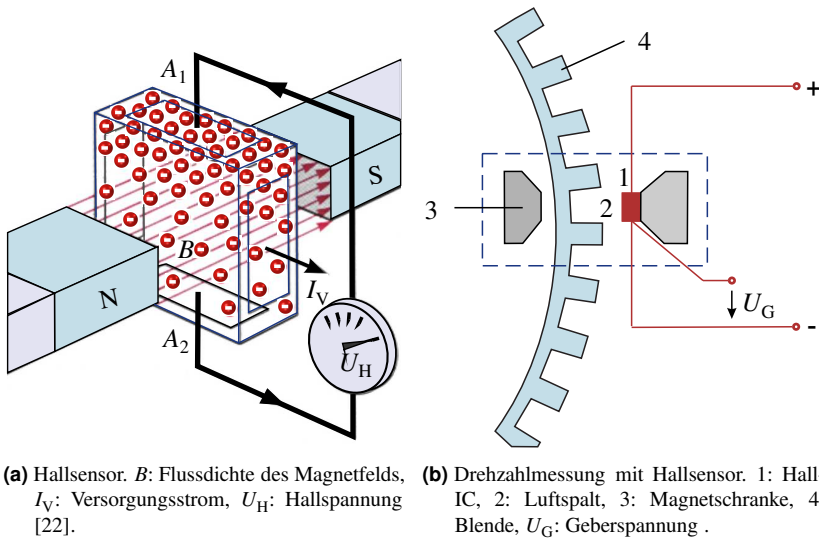 A1
B
N
S
IV
A2
UH
4
3
1
2
+
UG
-
(a) Hallsensor. B: Flussdichte des Magnetfelds,
IV: Versorgungsstrom, UH: Hallspannung
[22].
(b) Drehzahlmessung mit Hallsensor. 1: Hall-
IC, 2: Luftspalt, 3: Magnetschranke, 4
Blende, UG: Geberspannung .